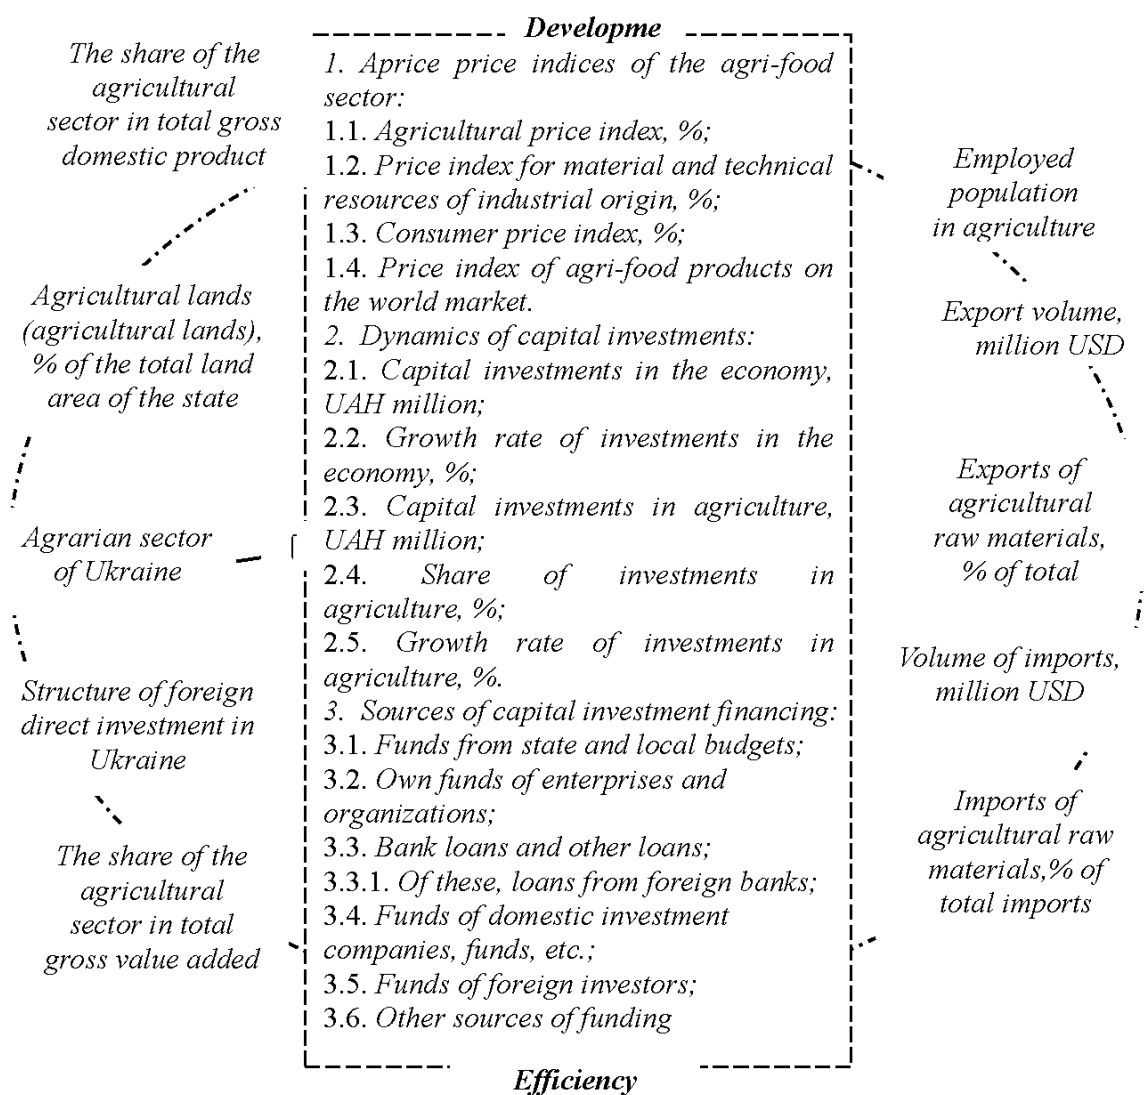 Developme
The share of the
agricultural
sector in total gross
domestic product
Agricultural lands
(agricultural lands),
% of the total land
area of the state
Agrarian sector
of Ukraine
Structure of foreign
direct investment in
Ukraine
The share of the
agricultural
sector in total
gross value added
1. Aprice price indices of the agri-food
sector:
1.1. Agricultural price index, %;
1.2. Price index for material and technical
resources of industrial origin, %;
1.3. Consumer price index, %;
1.4. Price index of agri-food products on
the world market.
2. Dynamics of capital investments:
2.1. Capital investments in the economy,
UAH million;
2.2. Growth rate of investments in the
economy, %;
2.3. Capital investments in agriculture,
UAH million;
2.4. Share of investments in
agriculture, %;
2.5. Growth rate of investments in
agriculture, %.
3. Sources of capital investment financing:
3.1. Funds from state and local budgets;
3.2. Own funds of enterprises and
organizations;
3.3. Bank loans and other loans;
3.3.1. Of these, loans from foreign banks;
3.4. Funds of domestic investment
companies, funds, etc.;
3.5. Funds of foreign investors;
3.6. Other sources of funding
Employed
population
in agriculture
Export volume,
million USD
Exports of
agricultural
raw materials,
% of total
Volume of imports,
million USD
Imports of
agricultural raw
materials,% of
total imports
Efficiency